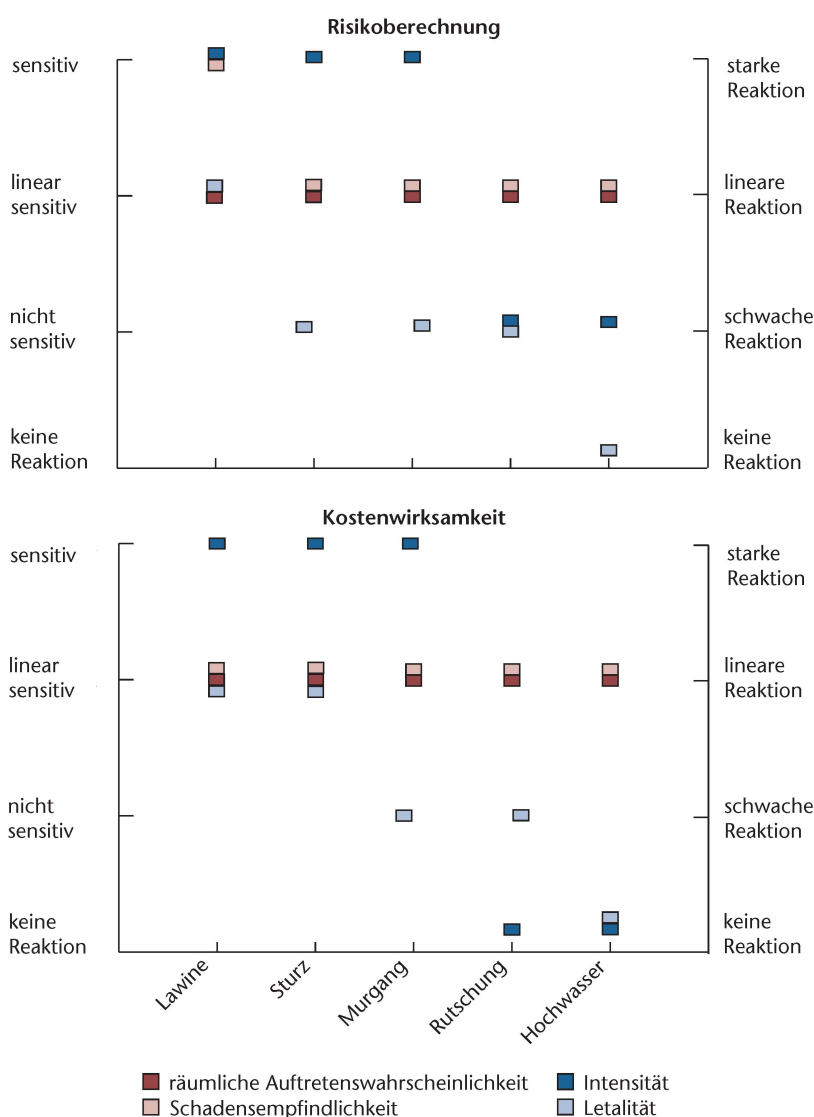 Risikoberechnung
sensitiv
starke
Reaktion
linear
sensitiv
lineare
Reaktion
nicht
sensitiv
schwache
Reaktion
keine
Reaktion
keine
Reaktion
Kostenwirksamkeit
sensitiv
starke
Reaktion
linear
sensitiv
lineare
Reaktion
nicht
sensitiv
schwache
Reaktion
keine
Reaktion
keine
Reaktion
Lawine
Sturz
Murgang
Rutschung
Hochwasser
räumliche Auftretenswahrscheinlichkeit
Intensität
Schadensempfindlichkeit
Letalität